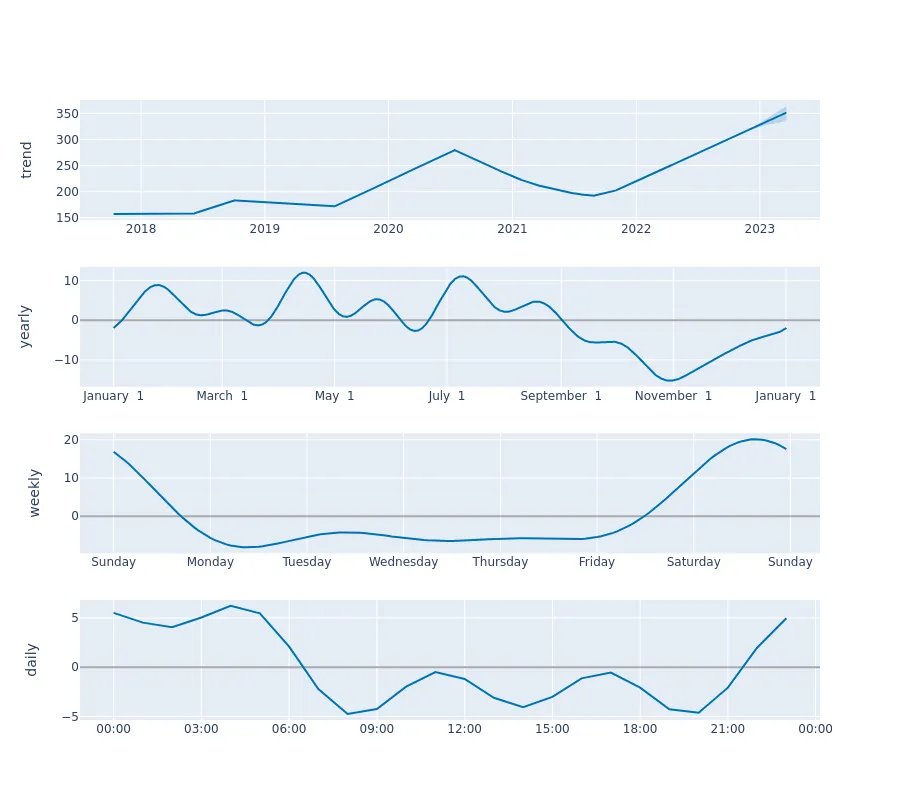 trend
350
300
250
200
150
2018 2019 2020 2021 2022 2023
yearly
10
0
−10
January 1 March 1 May 1 July 1 September 1 November 1 January 1
weekly
20
10
0
Sunday Monday Tuesday Wednesday Thursday Friday Saturday Sunday
daily
5
0
−5
00:00 03:00 06:00 09:00 12:00 15:00 18:00 21:00 00:00